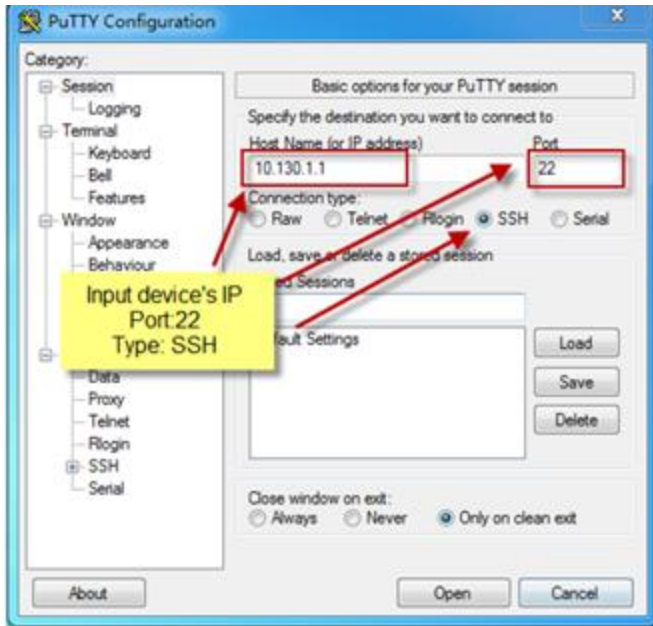 PuTTY Configuration
Category:
Session
Logging
Terminal
Keyboard
Bell
Features
Window
Appearance
Behaviour
Data
Proxy
Telnet
Rlogin
SSH
Serial
Basic options for your PuTTY session
Specify the destination you want to connect to
Host Name (or IP address) Port
10.130.1.1 22
Connection type:
Raw Telnet Rlogin SSH Serial
Load, save or delete a stored session
Sessions
Settings
Load
Save
Delete
Close window on exit:
Always Never Only on clean exit
About Open Cancel
Input device's IP
Port:22
Type: SSH